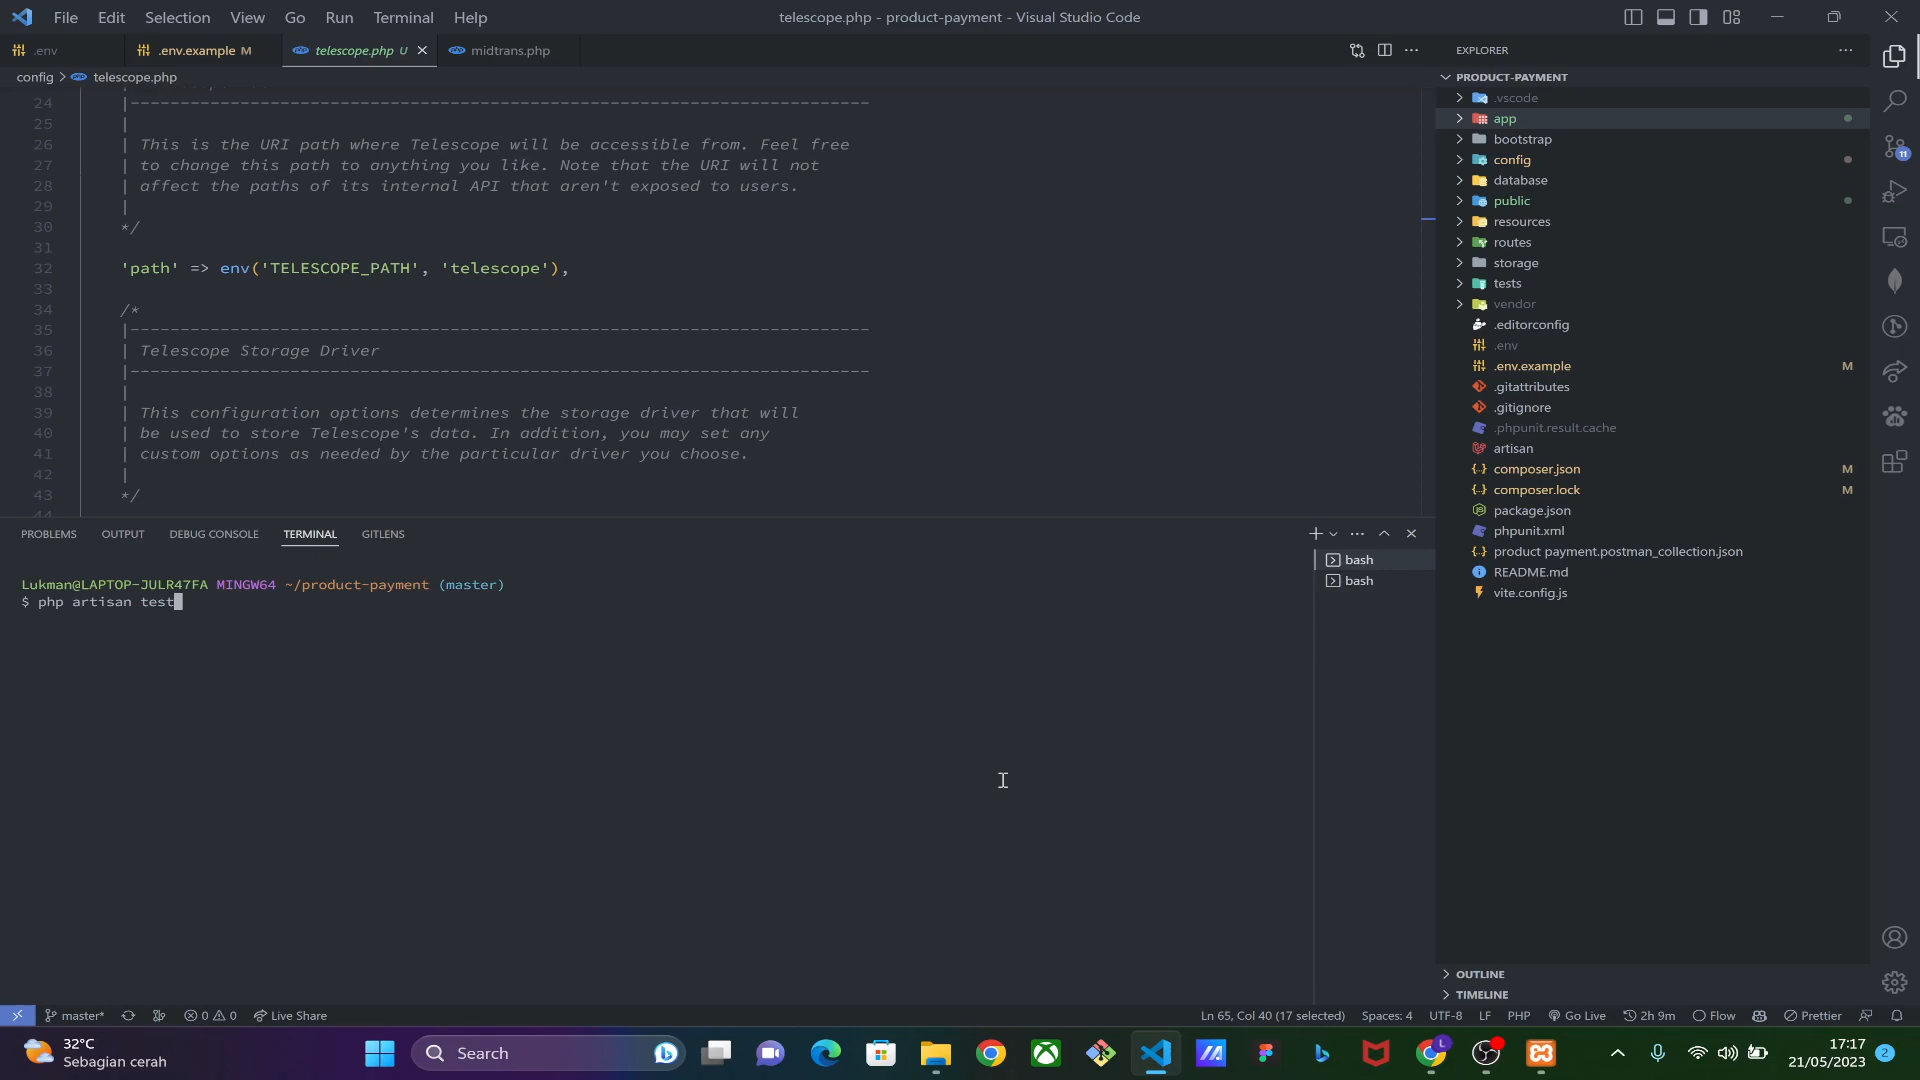 File Edit Selection View Go Run Terminal Help
telescope.php - product-payment - Visual Studio Code
.env
.env.example M
telescope.php U
midtrans.php
config > telescope.php
24 |--------------------------------------------------------------------------
25 |
26 | This is the URI path where Telescope will be accessible from. Feel free
27 | to change this path to anything you like. Note that the URI will not
28 | affect the paths of its internal API that aren't exposed to users.
29 |
30 */
31
32 'path' => env('TELESCOPE_PATH', 'telescope'),
33
34 /*
35 |--------------------------------------------------------------------------
36 | Telescope Storage Driver
37 |--------------------------------------------------------------------------
38 |
39 | This configuration options determines the storage driver that will
40 | be used to store Telescope's data. In addition, you may set any
41 | custom options as needed by the particular driver you choose.
42 |
43 */
PROBLEMS OUTPUT DEBUG CONSOLE TERMINAL GITLENS
Lukman@LAPTOP-JULR47FA MINGW64 ~/product-payment (master)
$ php artisan test
bash
bash
EXPLORER
PRODUCT-PAYMENT
.vscode
app
bootstrap
config
database
public
resources
routes
storage
tests
vendor
.editorconfig
.env
.env.example M
.gitattributes
.gitignore
.phpunit.result.cache
artisan
composer.json M
composer.lock M
package.json
phpunit.xml
product payment.postman_collection.json
README.md
vite.config.js
OUTLINE
TIMELINE
11
master* 0 0 Live Share
Ln 65, Col 40 (17 selected) Spaces: 4 UTF-8 LF PHP Go Live 2h 9m Flow Prettier
32°C
Sebagian cerah
Search
L
17:17
21/05/2023
2